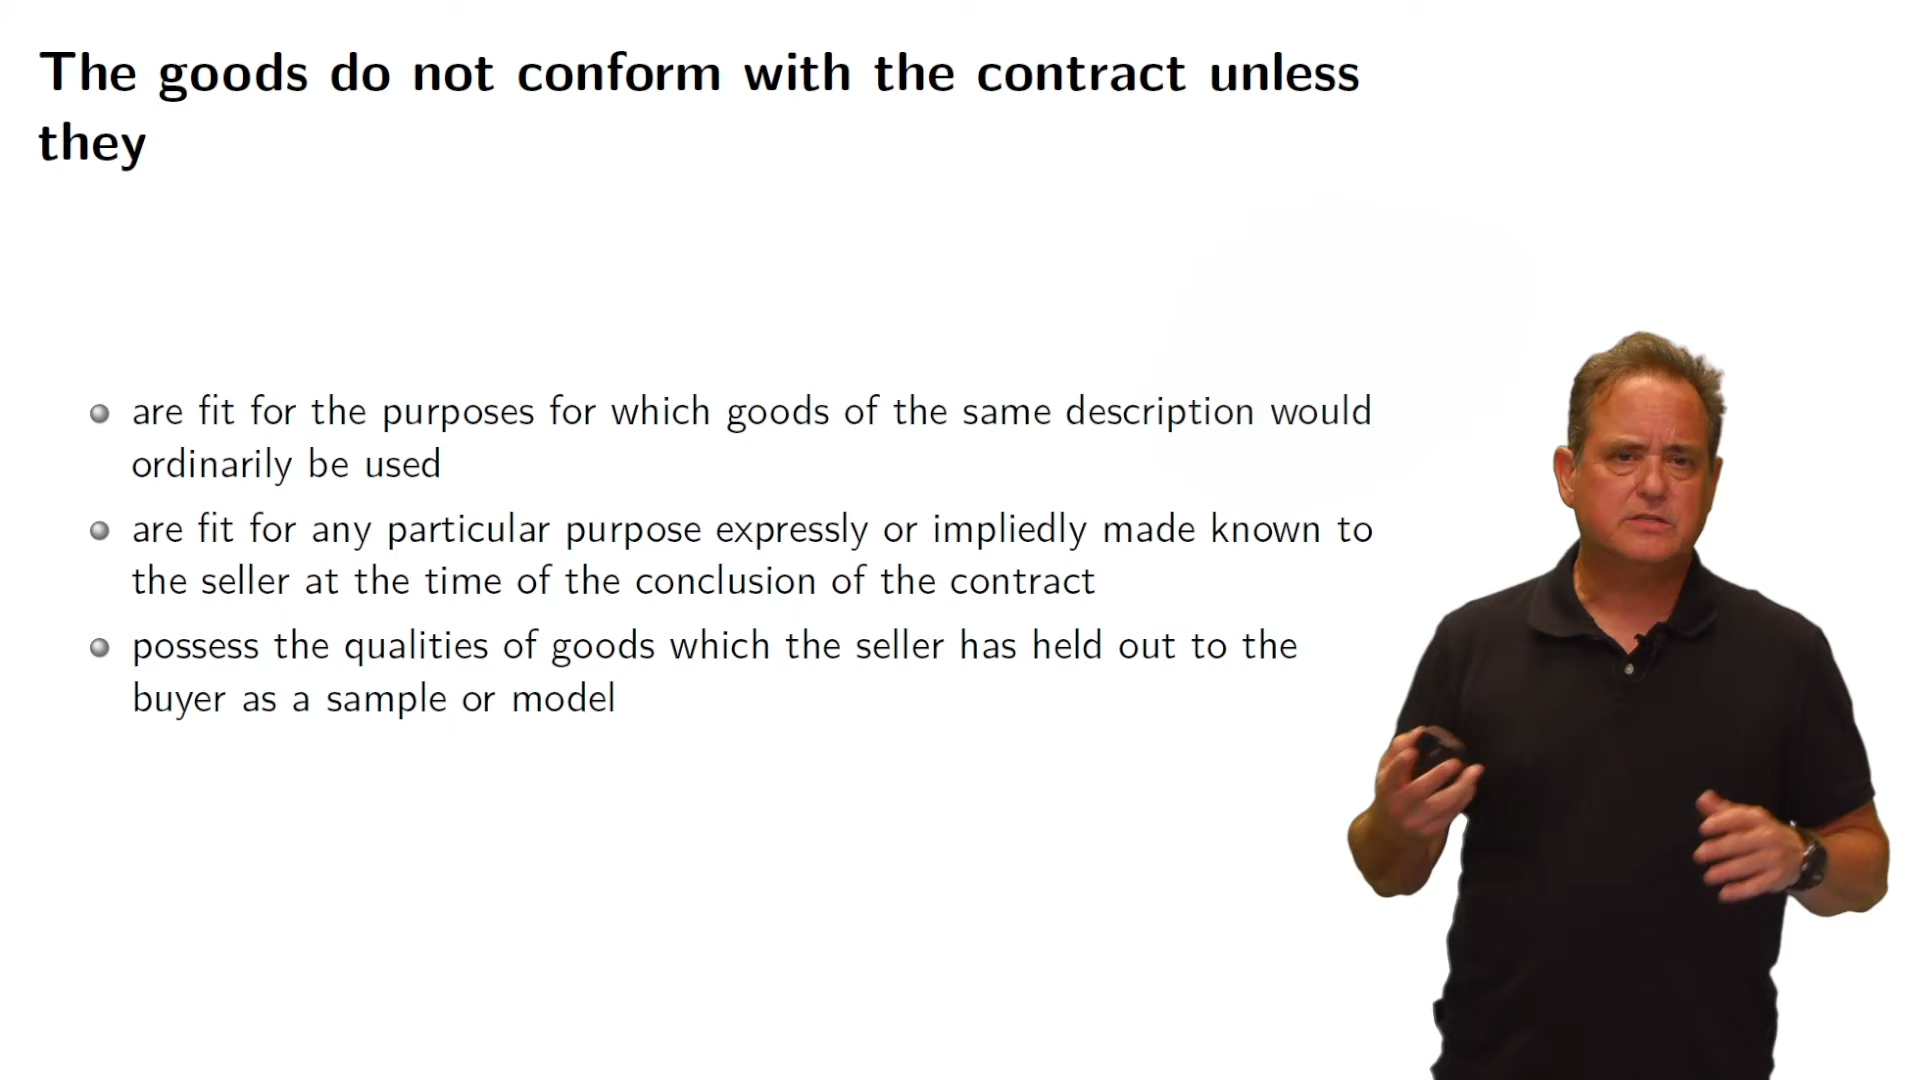 The goods do not conform with the contract unless
they
are fit for the purposes for which goods of the same description would
ordinarily be used
are fit for any particular purpose expressly or impliedly made known to
the seller at the time of the conclusion of the contract
possess the qualities of goods which the seller has held out to the
buyer as a sample or model